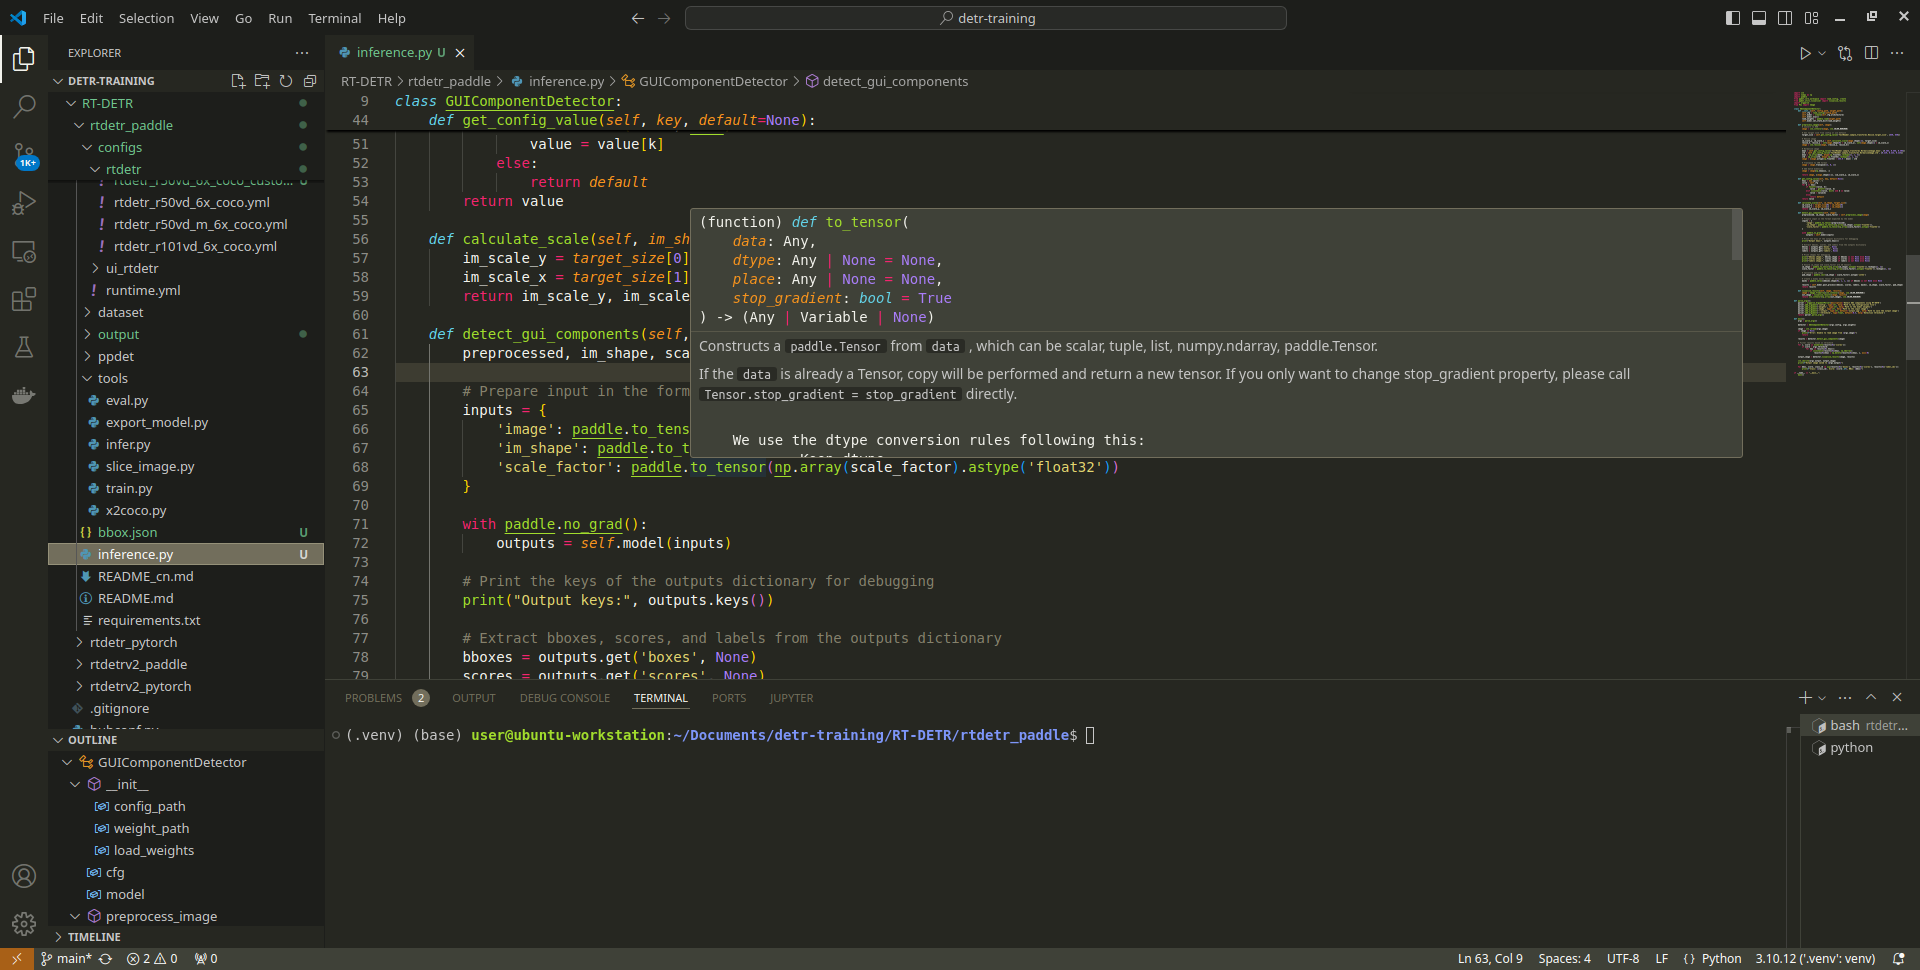 File Edit Selection View Go Run Terminal Help
detr-training
EXPLORER
DETR-TRAINING
RT-DETR
rtdetr_paddle
configs
rtdetr
rtdetr_r50vd_6x_coco_custo...
rtdetr_r50vd_6x_coco.yml
rtdetr_r50vd_m_6x_coco.yml
rtdetr_r101vd_6x_coco.yml
ui_rtdetr
runtime.yml
dataset
output
ppdet
tools
eval.py
export_model.py
infer.py
slice_image.py
train.py
x2coco.py
bbox.json U
inference.py U
README_cn.md
README.md
requirements.txt
rtdetr_pytorch
rtdetrv2_paddle
rtdetrv2_pytorch
.gitignore
hubconf.py
OUTLINE
GUIComponentDetector
__init__
config_path
weight_path
load_weights
cfg
model
preprocess_image
TIMELINE
1K+
inference.py U
RT-DETR > rtdetr_paddle > inference.py > GUIComponentDetector > detect_gui_components
9 class GUIComponentDetector:
44 def get_config_value(self, key, default=None):
51 value = value[k]
52 else:
53 return default
54 return value
55
56 def calculate_scale(self, im_sh
57 im_scale_y = target_size[0]
58 im_scale_x = target_size[1]
59 return im_scale_y, im_scale
60
61 def detect_gui_components(self,
62 preprocessed, im_shape, sca
63
64 # Prepare input in the form
65 inputs = {
66 'image': paddle.to_tens
67 'im_shape': paddle.to_t
68 'scale_factor': paddle.to_tensor(np.array(scale_factor).astype('float32'))
69 }
70
71 with paddle.no_grad():
72 outputs = self.model(inputs)
73
74 # Print the keys of the outputs dictionary for debugging
75 print("Output keys:", outputs.keys())
76
77 # Extract bboxes, scores, and labels from the outputs dictionary
78 bboxes = outputs.get('boxes', None)
79 scores = outputs.get('scores', None)
(function) def to_tensor(
data: Any,
dtype: Any | None = None,
place: Any | None = None,
stop_gradient: bool = True
) -> (Any | Variable | None)
Constructs a paddle.Tensor from data , which can be scalar, tuple, list, numpy.ndarray, paddle.Tensor.
If the data is already a Tensor, copy will be performed and return a new tensor. If you only want to change stop_gradient property, please call
Tensor.stop_gradient = stop_gradient directly.
We use the dtype conversion rules following this:
Keep dtype
PROBLEMS 2 OUTPUT DEBUG CONSOLE TERMINAL PORTS JUPYTER
(.venv) (base) user@ubuntu-workstation:~/Documents/detr-training/RT-DETR/rtdetr_paddle$
bash rtdetr...
python
main* 2 0 0
Ln 63, Col 9 Spaces: 4 UTF-8 LF Python 3.10.12 ('.venv': venv)